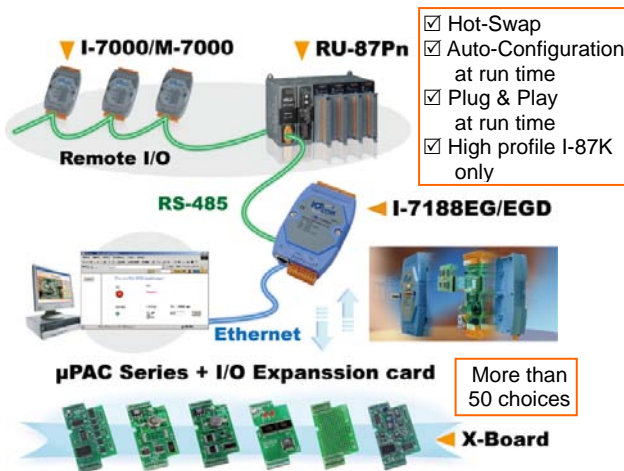 I-7000/M-7000
RU-87Pn
☑ Hot-Swap
☑ Auto-Configuration
at run time
☑ Plug & Play
at run time
☑ High profile I-87K
only
Remote I/O
RS-485
I-7188EG/EGD
Ethernet
µPAC Series + I/O Expanssion card
More than
50 choices
X-Board